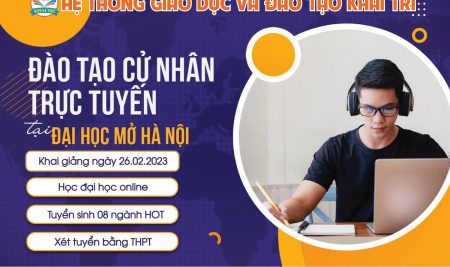 HỆ THỐNG GIÁO DỤC VÀ ĐÀO TẠO KHAI TRÍ
KHAI TRÍ
ĐÀO TẠO CỬ NHÂN
TRỰC TUYẾN
tại ĐẠI HỌC MỞ HÀ NỘI
Khai giảng ngày 26.02.2023
Học đại học online
Tuyển sinh 08 ngành HOT
Xét tuyển bằng THPT